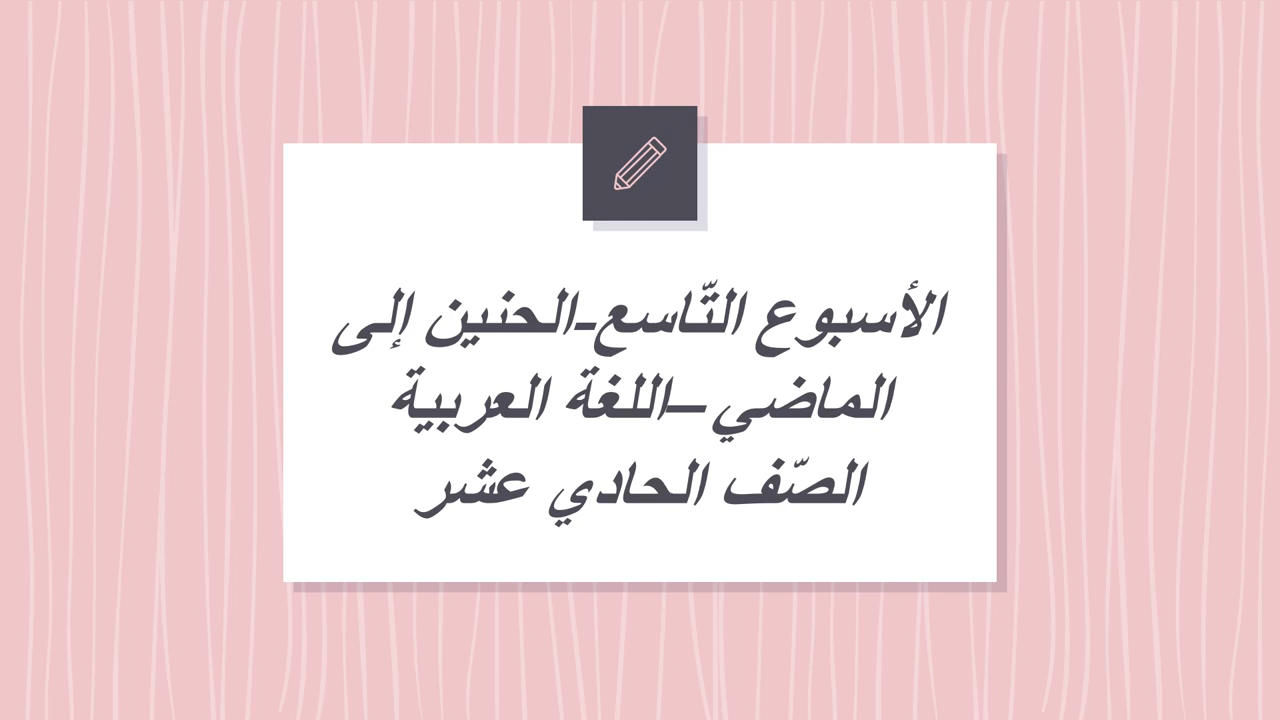 الأسبوع التّاسع-الحنين إلى
الماضي –اللغة العربية
الصّف الحادي عشر